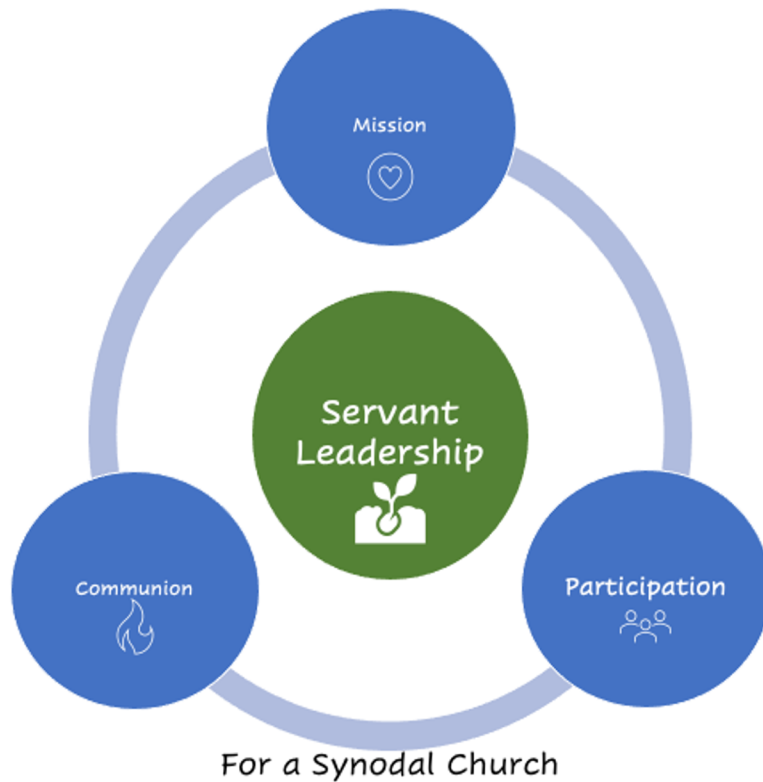 Mission
Servant
Leadership
Communion
Participation
For a Synodal Church